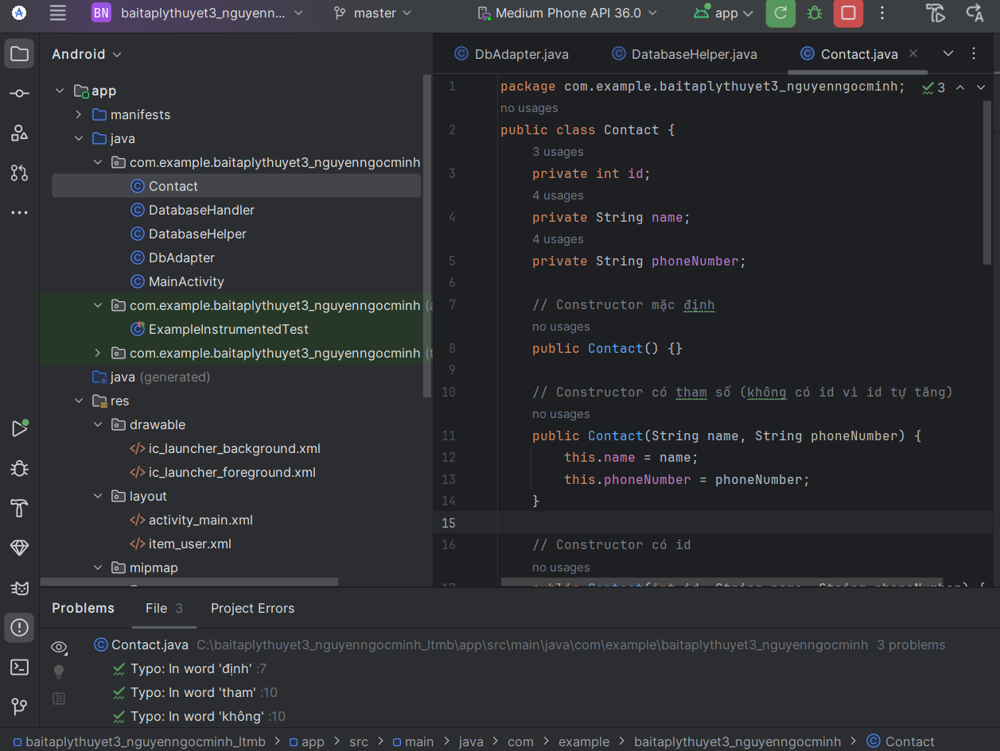 BN baitaplythuyet3_nguyenn... master Medium Phone API 36.0 app
Android
DbAdapter.java DatabaseHelper.java Contact.java
app
manifests
java
com.example.baitaplythuyet3_nguyenngocminh
Contact
DatabaseHandler
DatabaseHelper
DbAdapter
MainActivity
com.example.baitaplythuyet3_nguyenngocminh (a
ExampleInstrumentedTest
com.example.baitaplythuyet3_nguyenngocminh (t
java (generated)
res
drawable
ic_launcher_background.xml
ic_launcher_foreground.xml
layout
activity_main.xml
item_user.xml
mipmap
1 package com.example.baitaplythuyet3_nguyenngocminh; 3
no usages
2 public class Contact {
3 usages
3 private int id;
4 usages
4 private String name;
4 usages
5 private String phoneNumber;
6
7 // Constructor mặc định
no usages
8 public Contact() {}
9
10 // Constructor có tham số (không có id vì id tự tăng)
no usages
11 public Contact(String name, String phoneNumber) {
12 this.name = name;
13 this.phoneNumber = phoneNumber;
14 }
15
16 // Constructor có id
no usages
17 public Contact(int id, String name, String phoneNumber) {
Problems File 3 Project Errors
Contact.java C:\baitaplythuyet3_nguyenngocminh_ltmb\app\src\main\java\com\example\baitaplythuyet3_nguyenngocminh 3 problems
Typo: In word 'định' :7
Typo: In word 'tham' :10
Typo: In word 'không' :10
baitaplythuyet3_nguyenngocminh_ltmb > app > src > main > java > com > example > baitaplythuyet3_nguyenngocminh > Contact